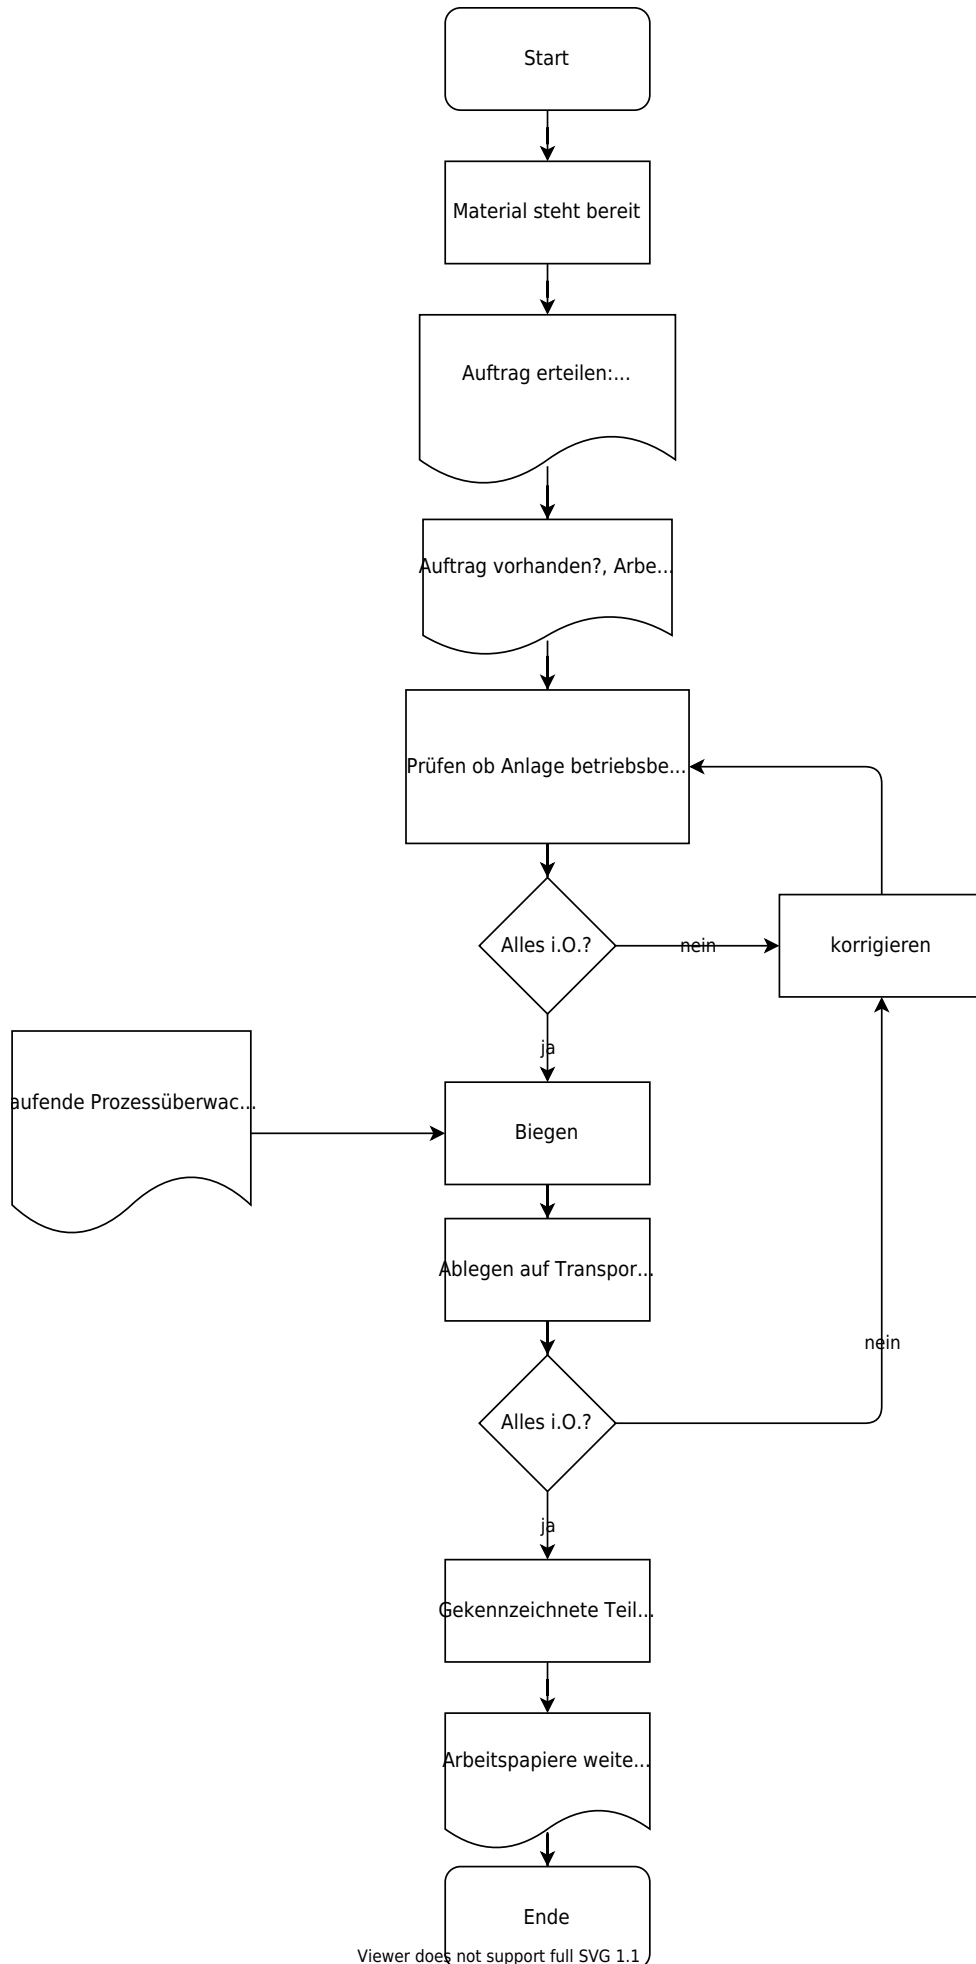 Start
Material steht bereit
Auftrag erteilen:...
Auftrag vorhanden?, Arbe...
Prüfen ob Anlage betriebsbe...
Alles i.O.?
nein
korrigieren
ja
aufende Prozessüberwac...
Biegen
Ablegen auf Transpor...
nein
Alles i.O.?
ja
Gekennzeichnete Teil...
Arbeitspapiere weite...
Ende
Viewer does not support full SVG 1.1